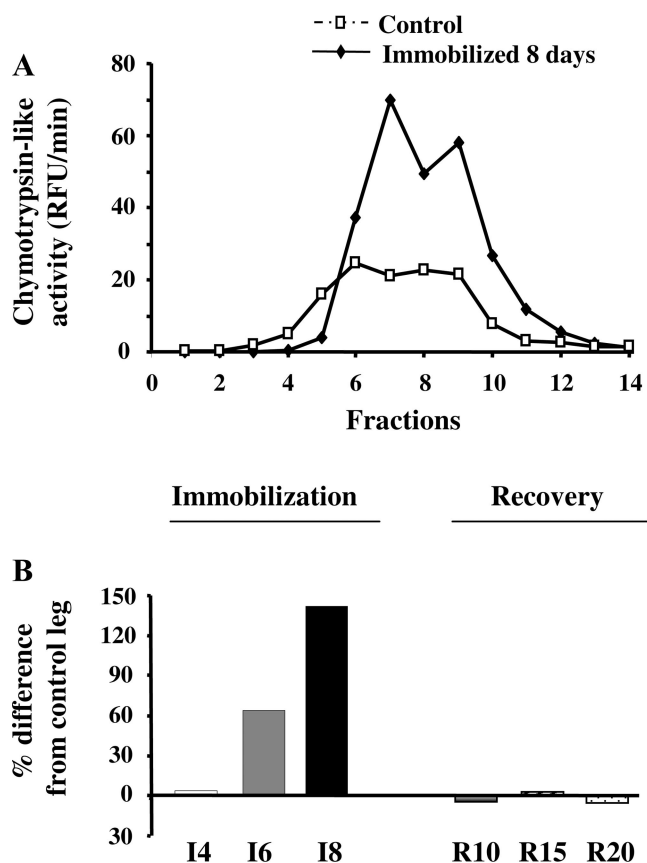 Control
Immobilized 8 days
A
Chymotrypsin-like
activity (RFU/min)
80
60
40
20
0
0 2 4 6 8 10 12 14
Fractions
Immobilization Recovery
B
% difference
from control leg
150
120
90
60
30
0
30
I4 I6 I8 R10 R15 R20